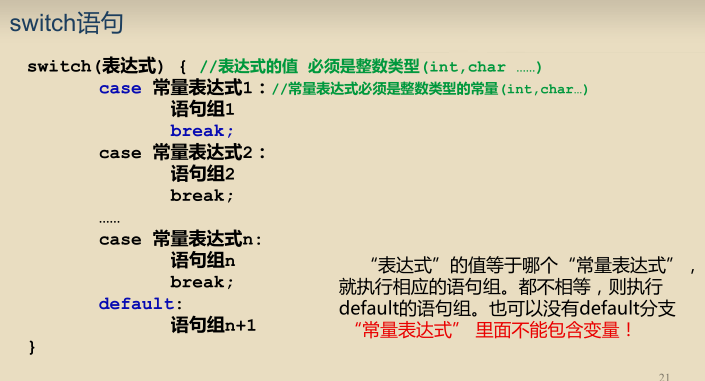 switch语句
switch(表达式) { //表达式的值 必须是整数类型(int,char ……)
case 常量表达式1：//常量表达式必须是整数类型的常量(int,char…)
语句组1
break;
case 常量表达式2：
语句组2
break;
……
case 常量表达式n:
语句组n
break;
default:
语句组n+1
}
“表达式”的值等于哪个“常量表达式”，
就执行相应的语句组。都不相等，则执行
default的语句组。也可以没有default分支
“常量表达式” 里面不能包含变量！
21